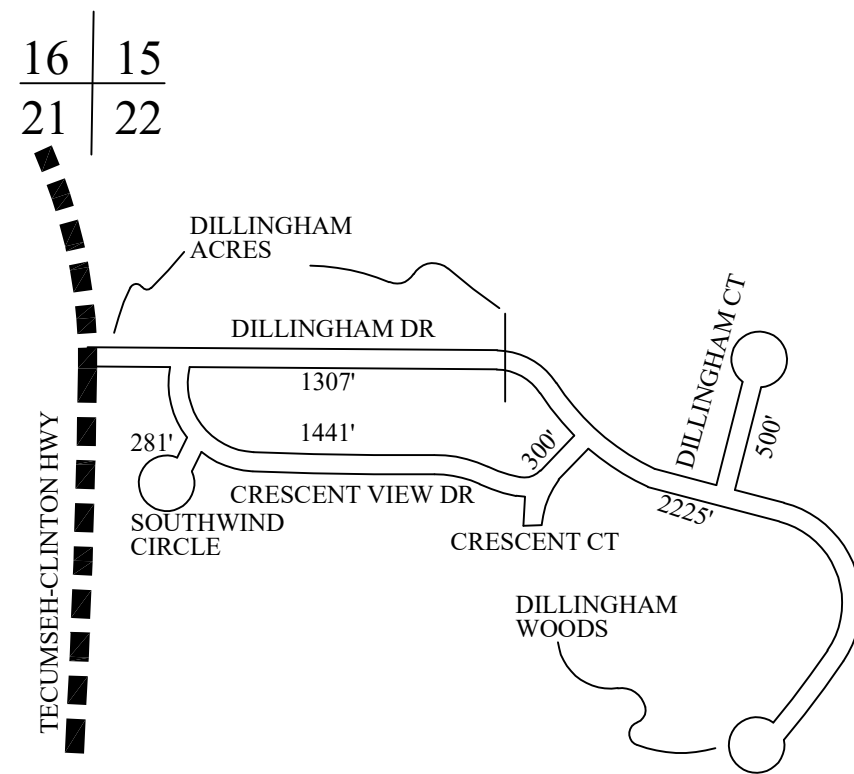 16 15
21 22
DILLINGHAM
ACRES
DILLINGHAM DR
1307'
DILLINGHAM CT
500'
1441'
281'
300'
CRESCENT VIEW DR
2225'
SOUTHWIND
CIRCLE
CRESCENT CT
TECUMSEH-CLINTON HWY
DILLINGHAM
WOODS